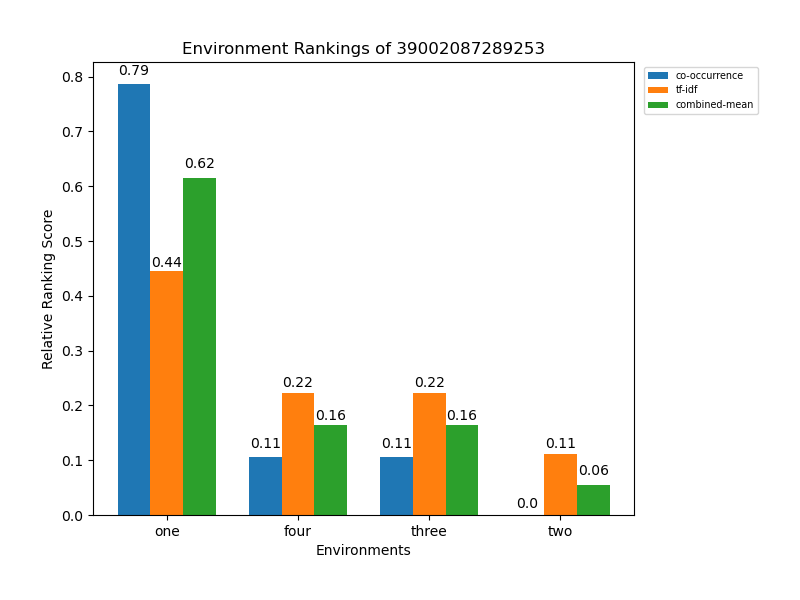 Environment Rankings of 39002087289253
co-occurrence
tf-idf
combined-mean
Relative Ranking Score
0.8
0.7
0.6
0.5
0.4
0.3
0.2
0.1
0.0
0.79
0.44
0.62
0.11
0.22
0.16
0.11
0.22
0.16
0.0
0.11
0.06
one
four
three
two
Environments